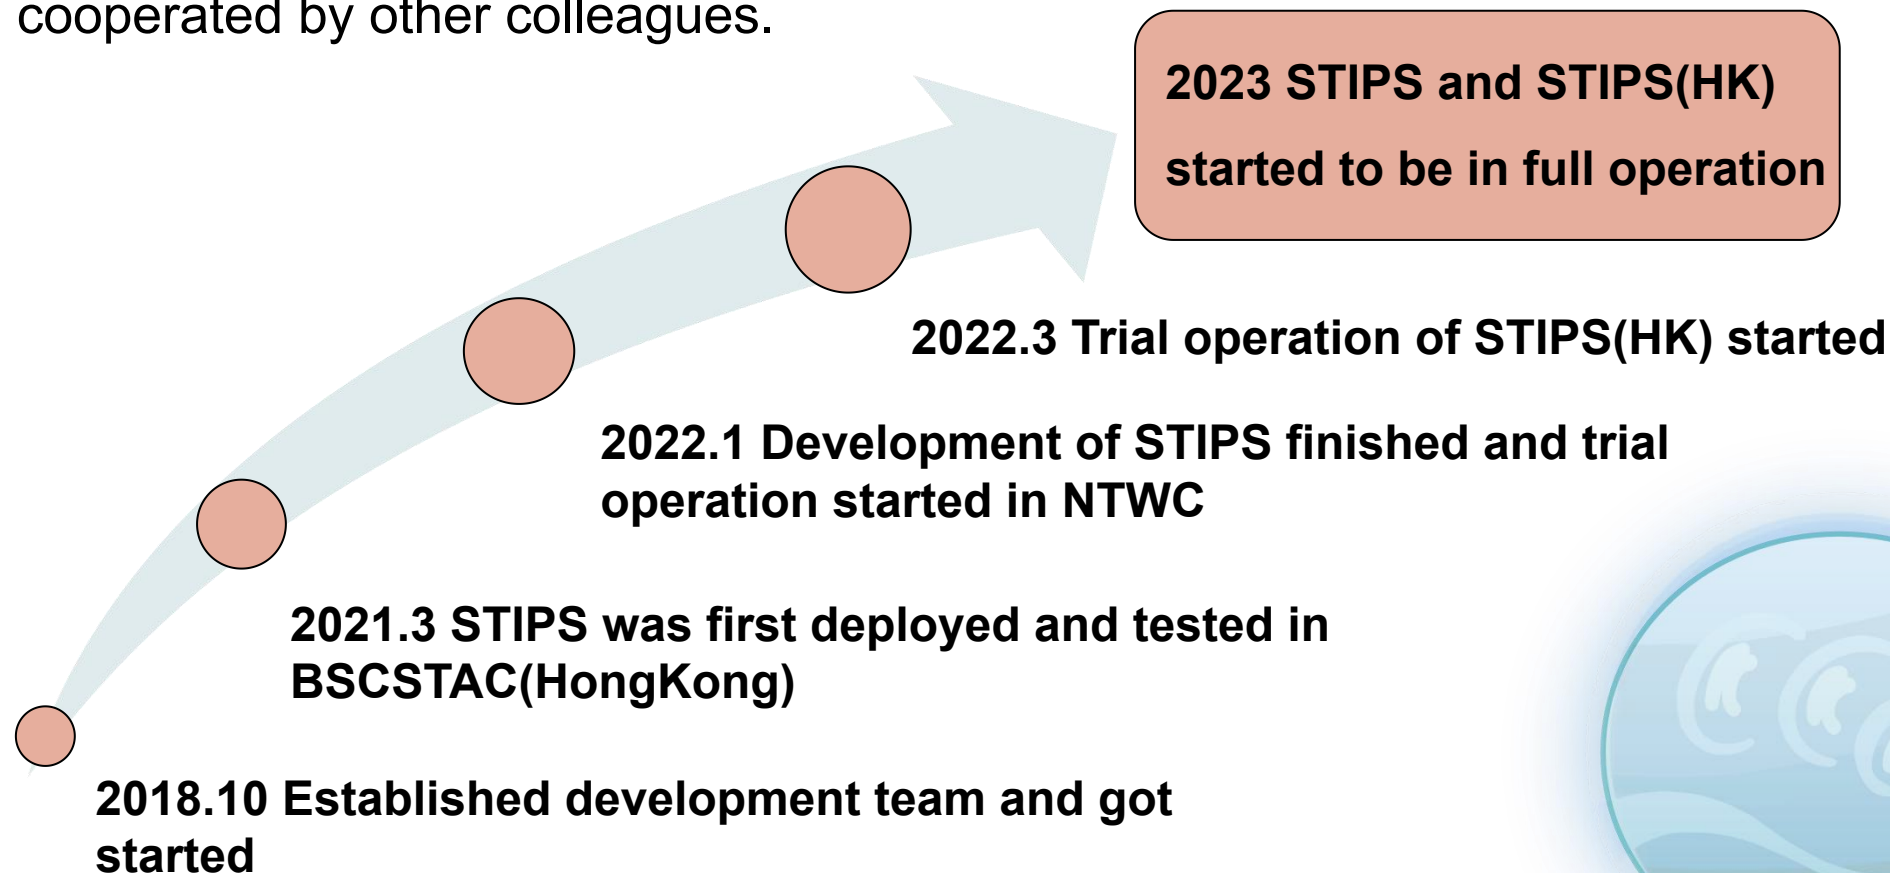 cooperated by other colleagues.
2023 STIPS and STIPS(HK)
started to be in full operation
2022.3 Trial operation of STIPS(HK) started
2022.1 Development of STIPS finished and trial
operation started in NTWC
2021.3 STIPS was first deployed and tested in
BSCSTAC(HongKong)
2018.10 Established development team and got
started